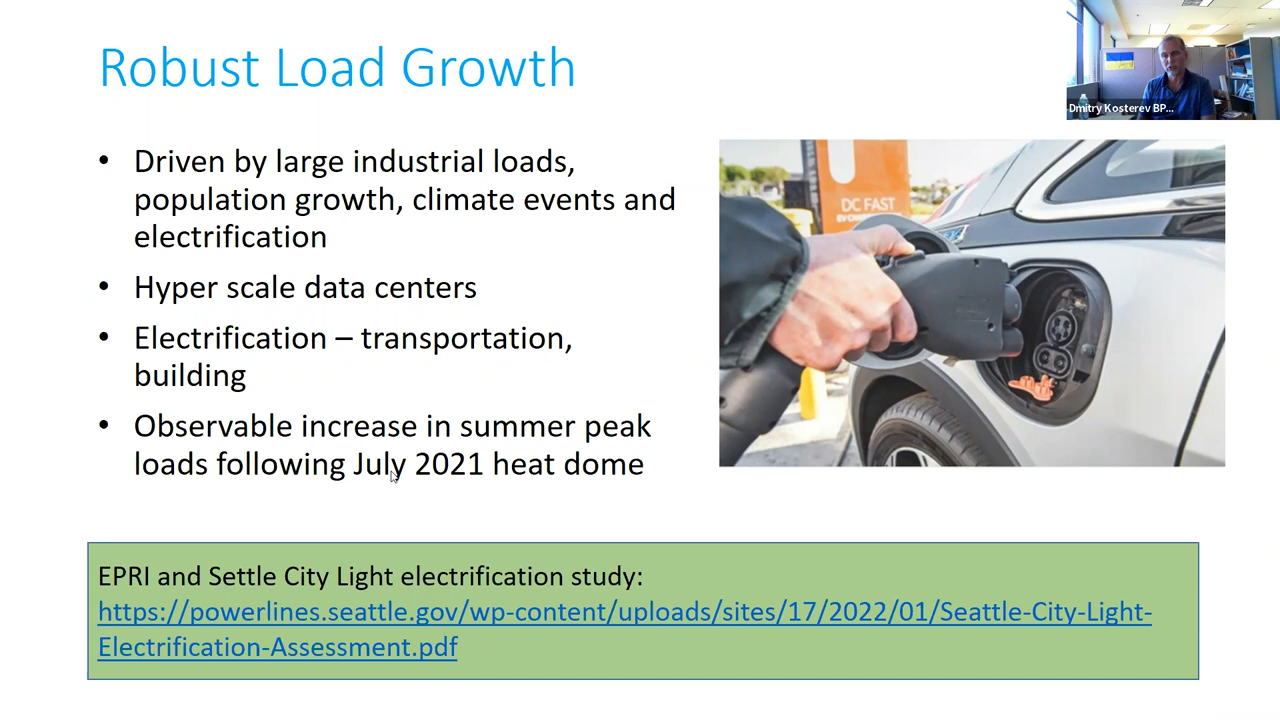 Robust Load Growth
Dmitry Kosterev BP...
• Driven by large industrial loads,
population growth, climate events and
electrification
• Hyper scale data centers
• Electrification – transportation,
building
• Observable increase in summer peak
loads following July 2021 heat dome
DC FAST
EPRI and Settle City Light electrification study:
https://powerlines.seattle.gov/wp-content/uploads/sites/17/2022/01/Seattle-City-Light-
Electrification-Assessment.pdf